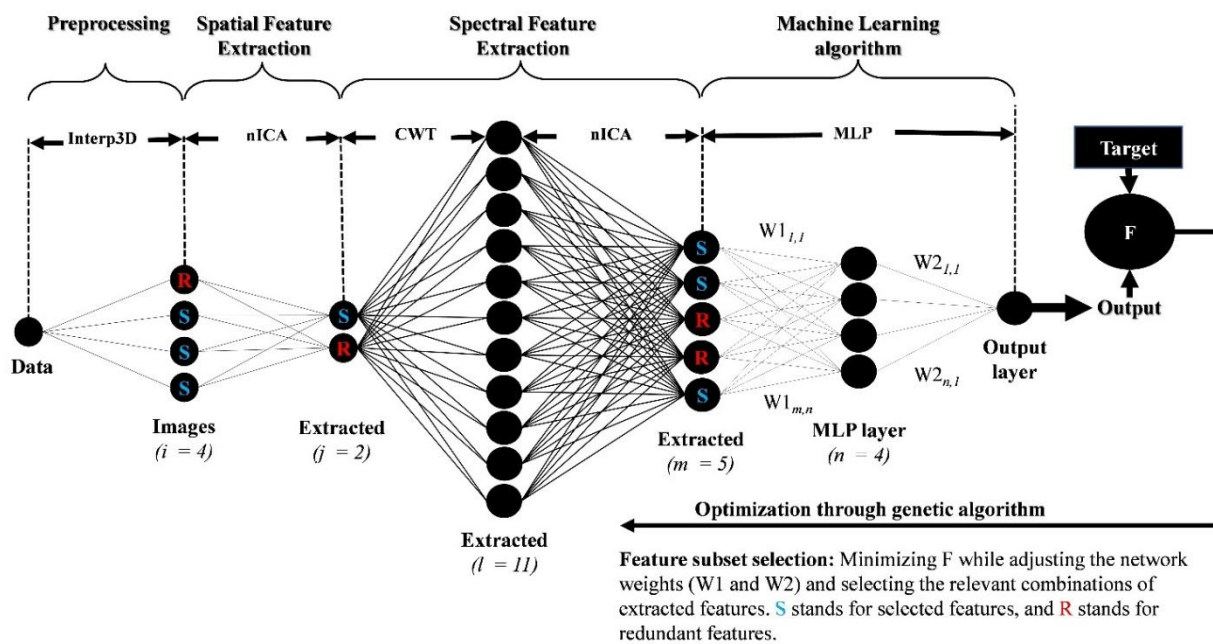 Preprocessing
Spatial Feature
Extraction
Spectral Feature
Extraction
Machine Learning
algorithm
Interp3D
nICA
CWT
nICA
MLP
Target
F
Output
R
S
S
S
S
R
S
S
R
R
S
W1 1,1
W1 m,n
W2 1,1
W2 n,1
Data
Images
(i = 4)
Extracted
(j = 2)
Extracted
(l = 11)
Extracted
(m = 5)
MLP layer
(n = 4)
Output
layer
Optimization through genetic algorithm
Feature subset selection: Minimizing F while adjusting the network
weights (W1 and W2) and selecting the relevant combinations of
extracted features. S stands for selected features, and R stands for
redundant features.